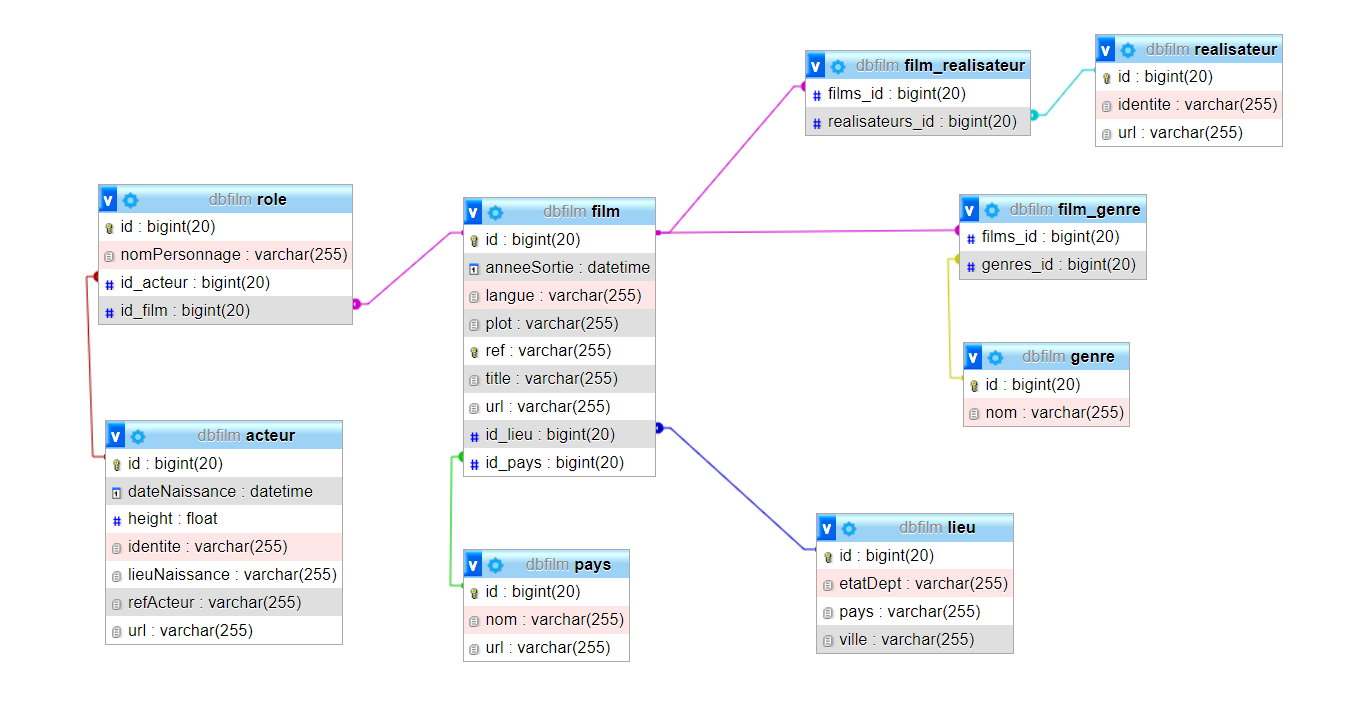 dbfilm film_realisateur
films_id : bigint(20)
realisateurs_id : bigint(20)
dbfilm realisateur
id : bigint(20)
identite : varchar(255)
url : varchar(255)
dbfilm role
id : bigint(20)
nomPersonnage : varchar(255)
id_acteur : bigint(20)
id_film : bigint(20)
dbfilm film
id : bigint(20)
anneeSortie : datetime
langue : varchar(255)
plot : varchar(255)
ref : varchar(255)
title : varchar(255)
url : varchar(255)
id_lieu : bigint(20)
id_pays : bigint(20)
dbfilm film_genre
films_id : bigint(20)
genres_id : bigint(20)
dbfilm genre
id : bigint(20)
nom : varchar(255)
dbfilm acteur
id : bigint(20)
dateNaissance : datetime
height : float
identite : varchar(255)
lieuNaissance : varchar(255)
refActeur : varchar(255)
url : varchar(255)
dbfilm pays
id : bigint(20)
nom : varchar(255)
url : varchar(255)
dbfilm lieu
id : bigint(20)
etatDept : varchar(255)
pays : varchar(255)
ville : varchar(255)